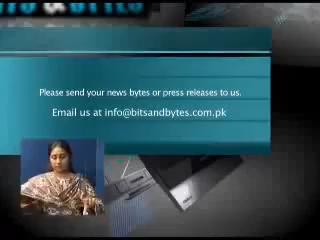 Please send your news bytes or press releases to us.
Email us at info@bitsandbytes.com.pk